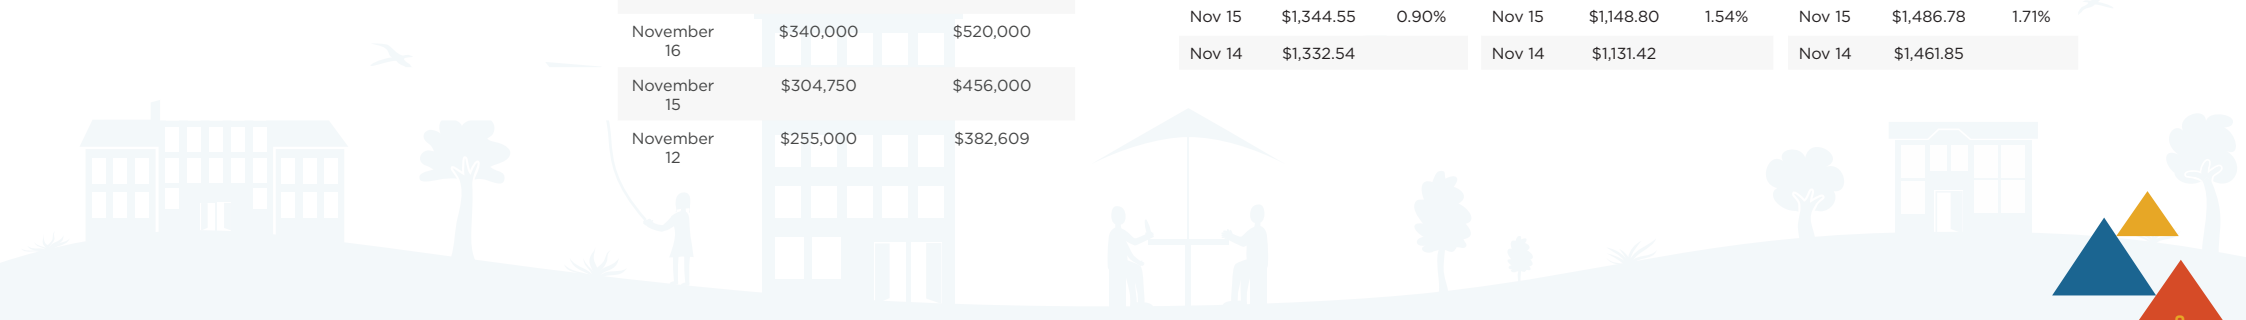 November $340,000 $520,000
16
November $304,750 $456,000
15
November $255,000 $382,609
12
Nov 15 $1,344.55 0.90% Nov 15 $1,148.80 1.54% Nov 15 $1,486.78 1.71%
Nov 14 $1,332.54 Nov 14 $1,131.42 Nov 14 $1,461.85